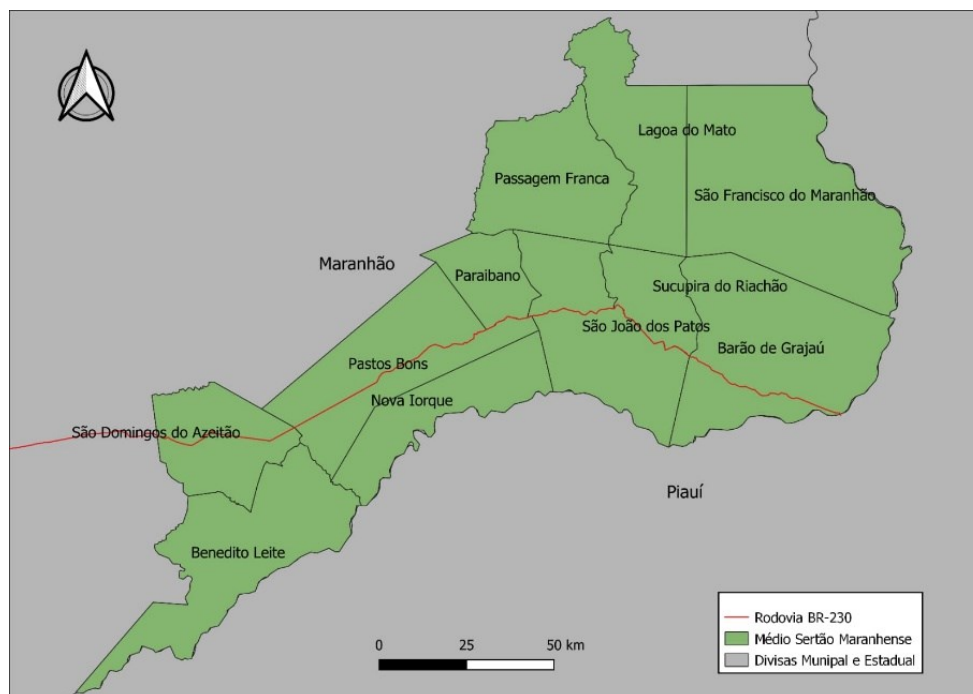 Lagoa do Mato
Passagem Franca
São Francisco do Maranhão
Maranhão
Paraibano
Sucupira do Riachão
São João dos Patos
Barão de Grajaú
Pastos Bons
Nova Iorque
São Domingos do Azeitão
Piauí
Benedito Leite
0 25 50 km
Rodovia BR-230
Médio Sertão Maranhense
Divisas Munipal e Estadual